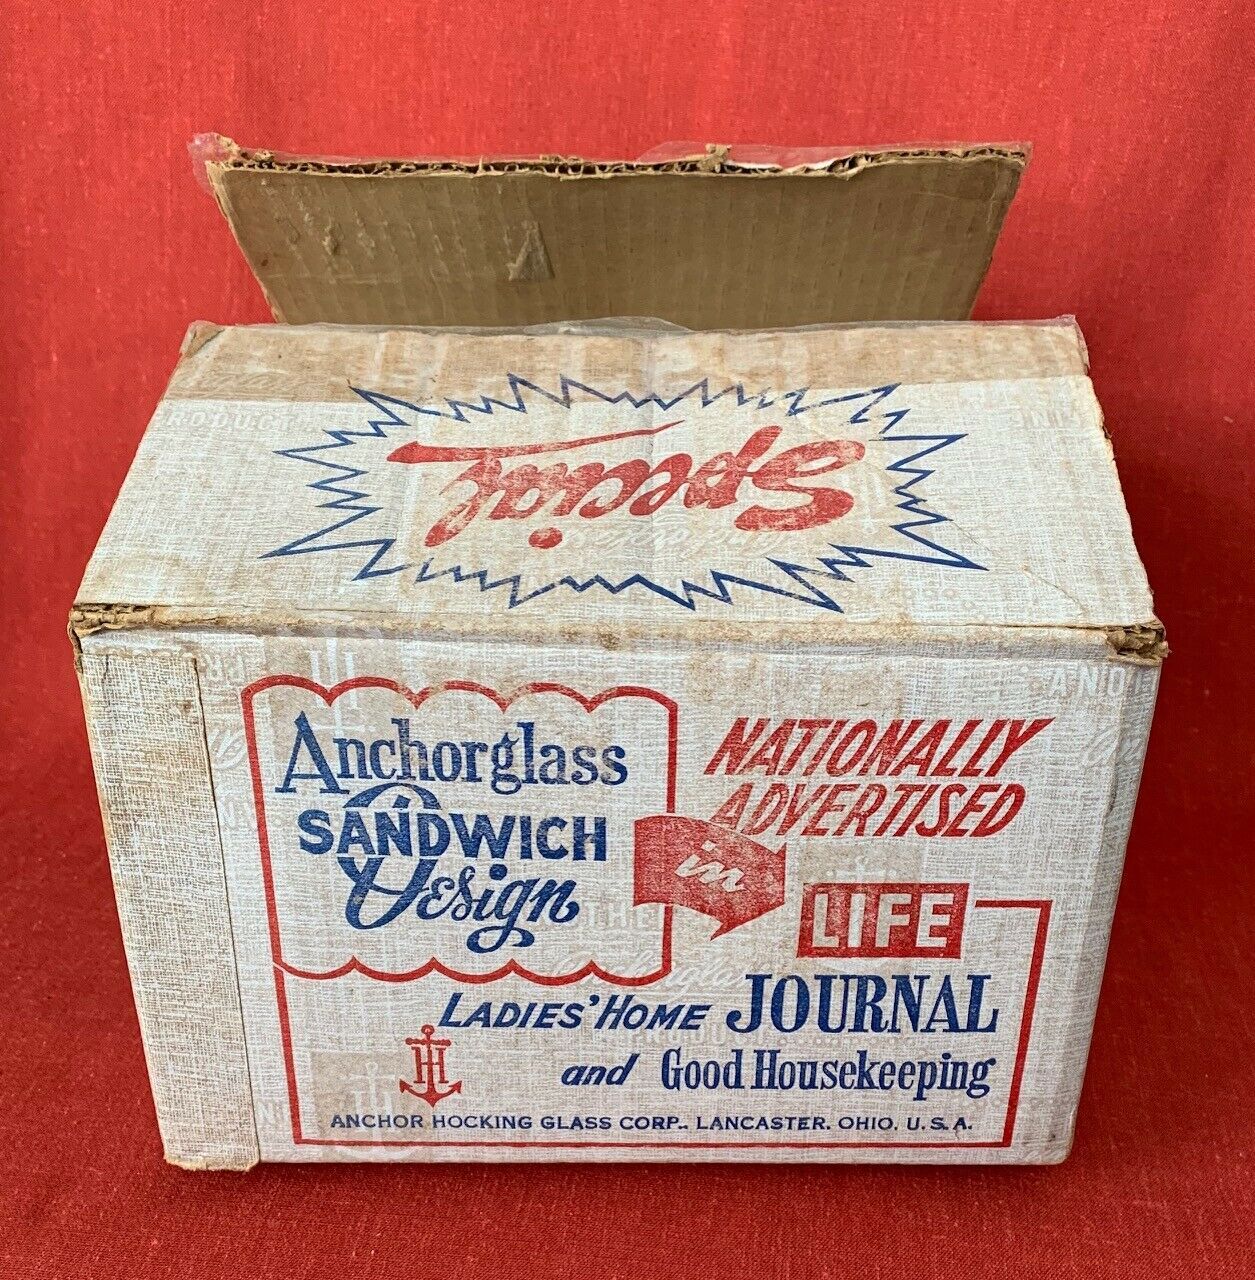 Special
Anchorglass
SANDWICH
Design
NATIONALLY
ADVERTISED
in
LIFE
LADIES' HOME JOURNAL
and Good Housekeeping
H
ANCHOR HOCKING GLASS CORP., LANCASTER, OHIO, U.S.A.
THE